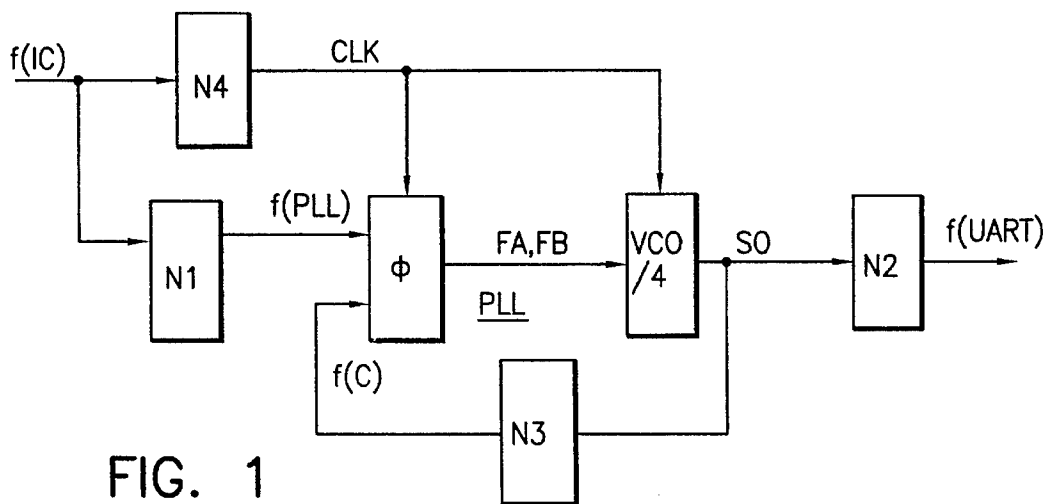 f(IC)
N4
CLK
N1
f(PLL)
Φ
FA,FB
PLL
VCO
/4
SO
N2
f(UART)
f(C)
N3
FIG. 1